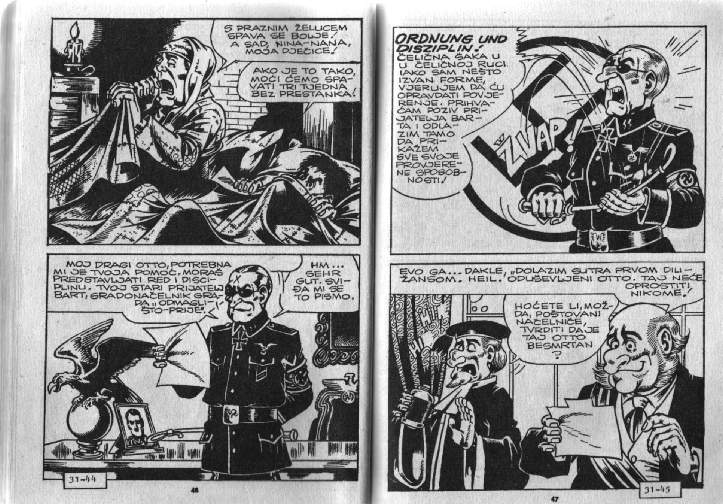 S PRAZNIM ŽELUCEM
SPAVA SE BOLJE!
A SAD, NINA-NANA,
MOJA DJEČICE!
AKO JE TO TAKO,
MOĆI ĆEMO SPA-
VATI TRI TJEDNA
BEZ PRESTANKA!
MOJ DRAGI OTTO, POTREBNA
MI JE TVOJA POMOĆ. MORAŠ
PREDSTAVLJATI RED I DISCI-
PLINU. TVOJ STARI PRIJATELJ
BART, GRADONAČELNIK GRA-
DA... ODMAGLI-
ŠTO-PRIJE!
HM...
SEHR
GUT. SVI-
ĐA MI SE
TO PISMO.
31-44
46
ORDNUNG UND
DISZIPLIN!
ČELIČNA ŠAKA U
U ČELIČNOJ RUCI.
IAKO SAM NEŠTO
IZVAN FORME,
VJERUJEM DA ĆU
OPRAVDATI POVJE-
RENJE. PRIHVA-
ĆAM POZIV PRI-
JATELJA BAR-
TA I ODLA-
ZIM TAMO
DA PRI-
KAŽEM
SVE SVOJE
PROVJERE-
NE SPOSOB-
NOSTI!
ZVAP!
EVO GA... DAKLE, „DOLAZIM SUTRA PRVOM DILI-
ŽANSOM. HEIL. ODUŠEVLJENI OTTO. TAJ NEĆE
OPROSTITI
NIKOME.
HOĆETE LI, MOŽ-
DA, POŠTOVANI
NAČELNIČE,
TVRDITI DA JE
TAJ OTTO
BESMRTAN
?
31-45
47